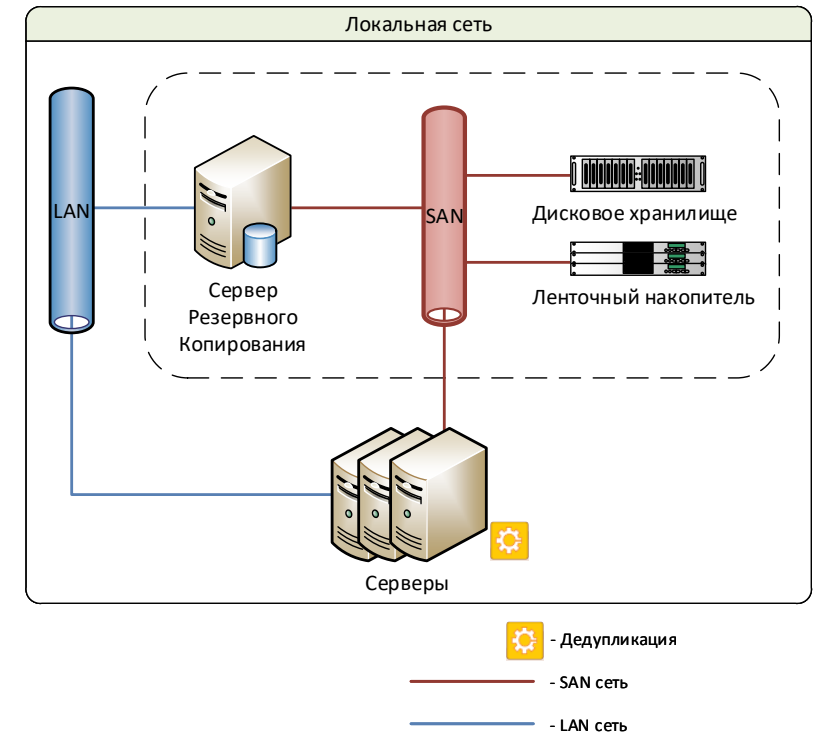 Локальная сеть
LAN
SAN
Дисковое хранилище
Ленточный накопитель
Сервер
Резервного
Копирования
Серверы
- Дедупликация
- SAN сеть
- LAN сеть